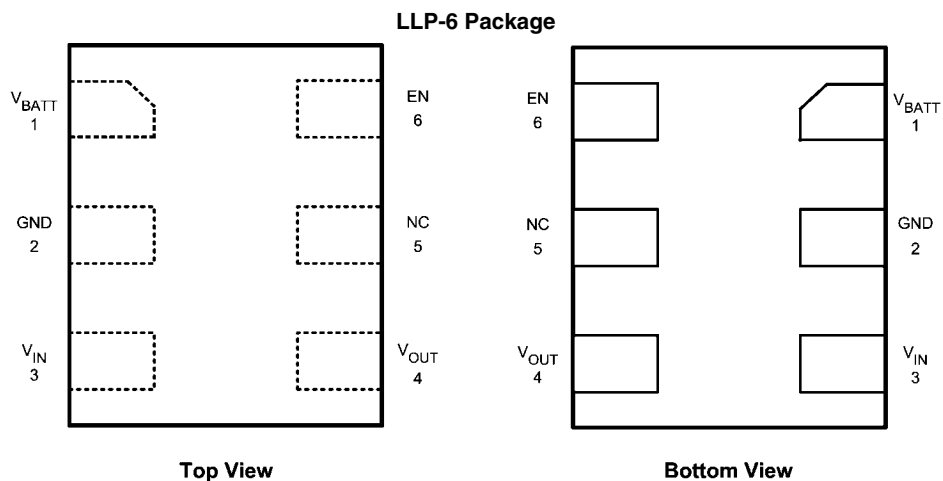 LLP-6 Package
VBATT
1
GND
2
VIN
3
EN
6
NC
5
VOUT
4
Top View
EN
6
NC
5
VOUT
4
VBATT
1
GND
2
VIN
3
Bottom View